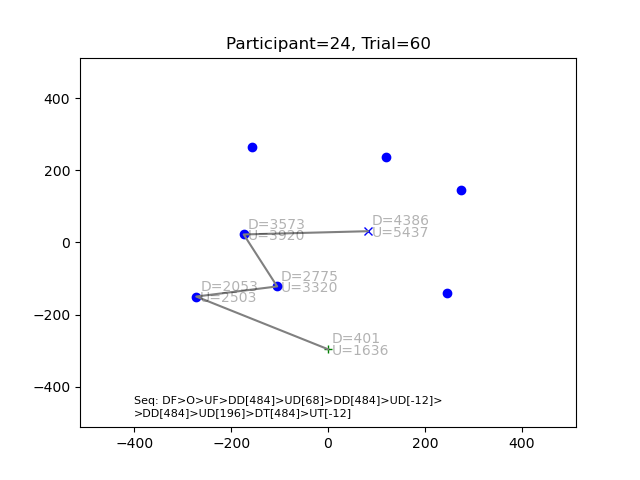 Participant=24, Trial=60
400
200
0
−200
−400
D=3573
U=3920
D=4386
U=5437
D=2775
U=3320
D=2053
U=2503
D=401
U=1636
Seq: DF>O>UF>DD[484]>UD[68]>DD[484]>UD[-12]>
>DD[484]>UD[196]>DT[484]>UT[-12]
−400
−200
0
200
400